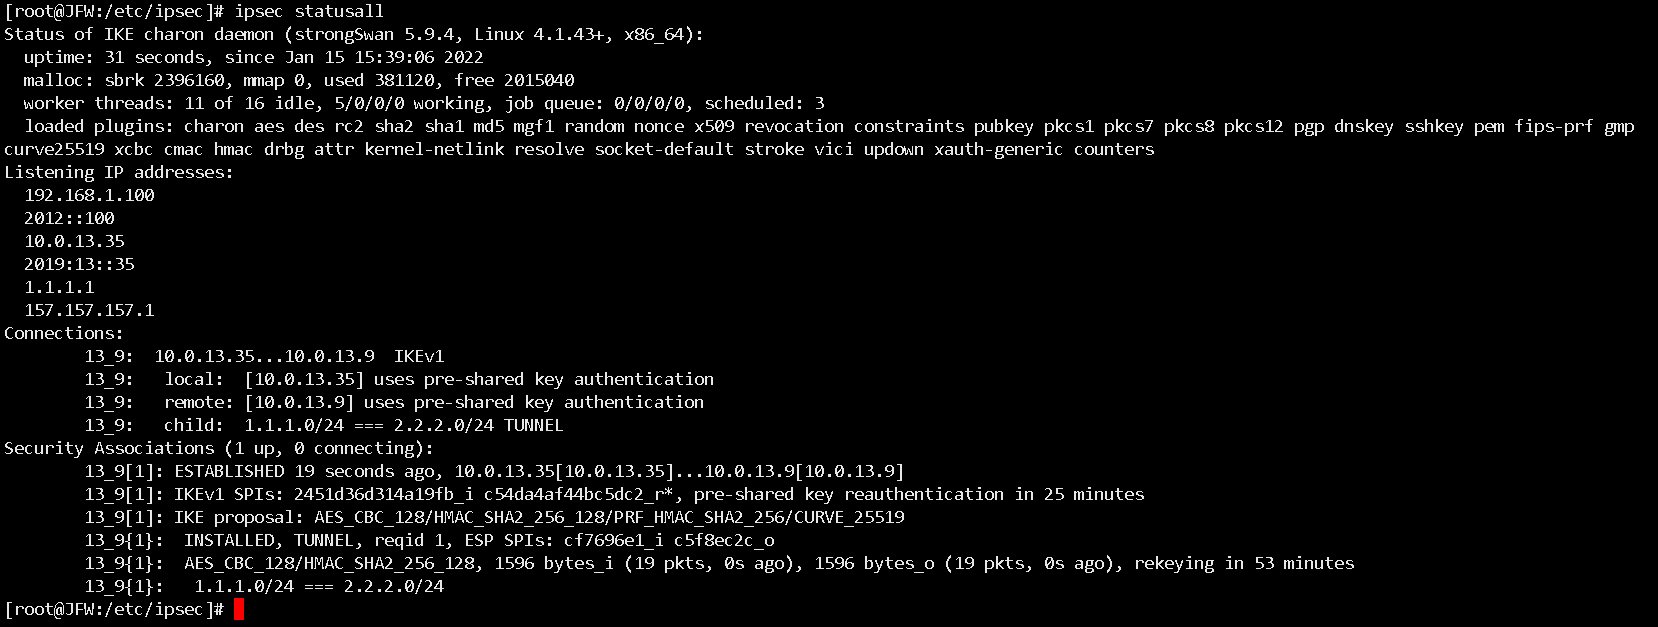 [root@JFW:/etc/ipsec]# ipsec statusall
Status of IKE charon daemon (strongSwan 5.9.4, Linux 4.1.43+, x86_64):
  uptime: 31 seconds, since Jan 15 15:39:06 2022
  malloc: sbrk 2396160, mmap 0, used 381120, free 2015040
  worker threads: 11 of 16 idle, 5/0/0/0 working, job queue: 0/0/0/0, scheduled: 3
  loaded plugins: charon aes des rc2 sha2 sha1 md5 mgf1 random nonce x509 revocation constraints pubkey pkcs1 pkcs7 pkcs8 pkcs12 pgp dnskey sshkey pem fips-prf gmp
curve25519 xcbc cmac hmac drbg attr kernel-netlink resolve socket-default stroke vici updown xauth-generic counters
Listening IP addresses:
  192.168.1.100
  2012::100
  10.0.13.35
  2019:13::35
  1.1.1.1
  157.157.157.1
Connections:
        13_9:  10.0.13.35...10.0.13.9  IKEv1
        13_9:   local:  [10.0.13.35] uses pre-shared key authentication
        13_9:   remote: [10.0.13.9] uses pre-shared key authentication
        13_9:   child:  1.1.1.0/24 === 2.2.2.0/24 TUNNEL
Security Associations (1 up, 0 connecting):
        13_9[1]: ESTABLISHED 19 seconds ago, 10.0.13.35[10.0.13.35]...10.0.13.9[10.0.13.9]
        13_9[1]: IKEv1 SPIs: 2451d36d314a19fb_i c54da4af44bc5dc2_r*, pre-shared key reauthentication in 25 minutes
        13_9[1]: IKE proposal: AES_CBC_128/HMAC_SHA2_256_128/PRF_HMAC_SHA2_256/CURVE_25519
        13_9{1}:  INSTALLED, TUNNEL, reqid 1, ESP SPIs: cf7696e1_i c5f8ec2c_o
        13_9{1}:  AES_CBC_128/HMAC_SHA2_256_128, 1596 bytes_i (19 pkts, 0s ago), 1596 bytes_o (19 pkts, 0s ago), rekeying in 53 minutes
        13_9{1}:   1.1.1.0/24 === 2.2.2.0/24
[root@JFW:/etc/ipsec]#